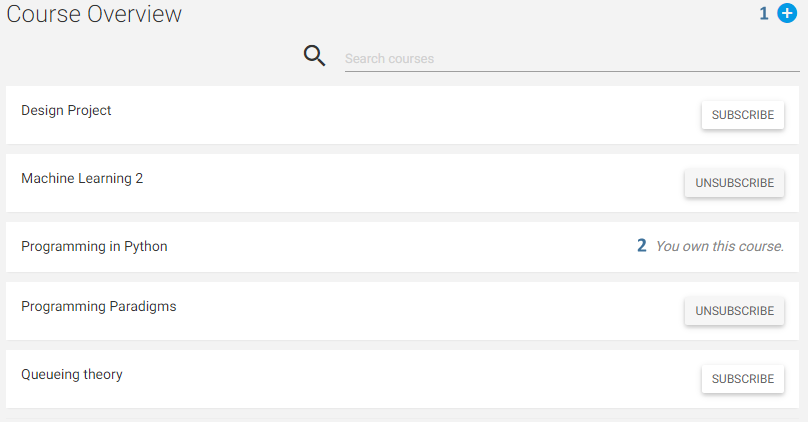 Course Overview 1
Search courses
Design Project SUBSCRIBE
Machine Learning 2 UNSUBSCRIBE
Programming in Python 2 You own this course.
Programming Paradigms UNSUBSCRIBE
Queueing theory SUBSCRIBE